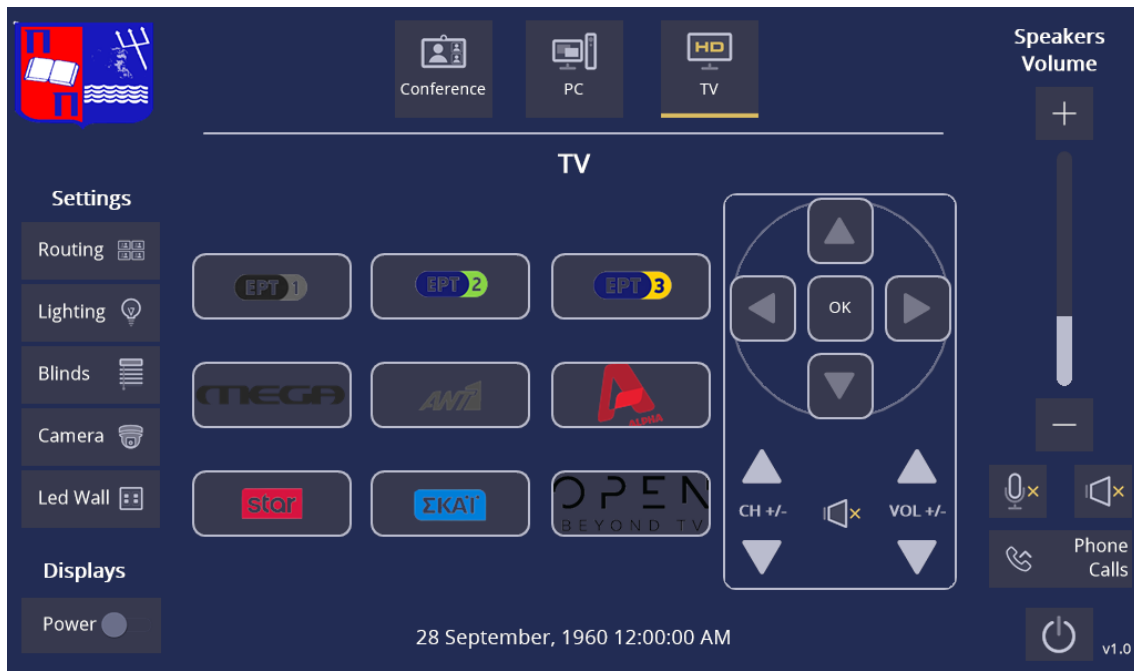 Π
Π
Conference
PC
HD
TV
Speakers
Volume
TV
Settings
Routing
Lighting
Blinds
Camera
Led Wall
Displays
Power
ΕΡΤ 1
ΕΡΤ 2
ΕΡΤ 3
MEGA
ΑΝΤ1
ALPHA
star
ΣΚΑΪ
OPEN
BEYOND TV
OK
CH +/-
VOL +/-
Phone
Calls
28 September, 1960 12:00:00 AM
v1.0